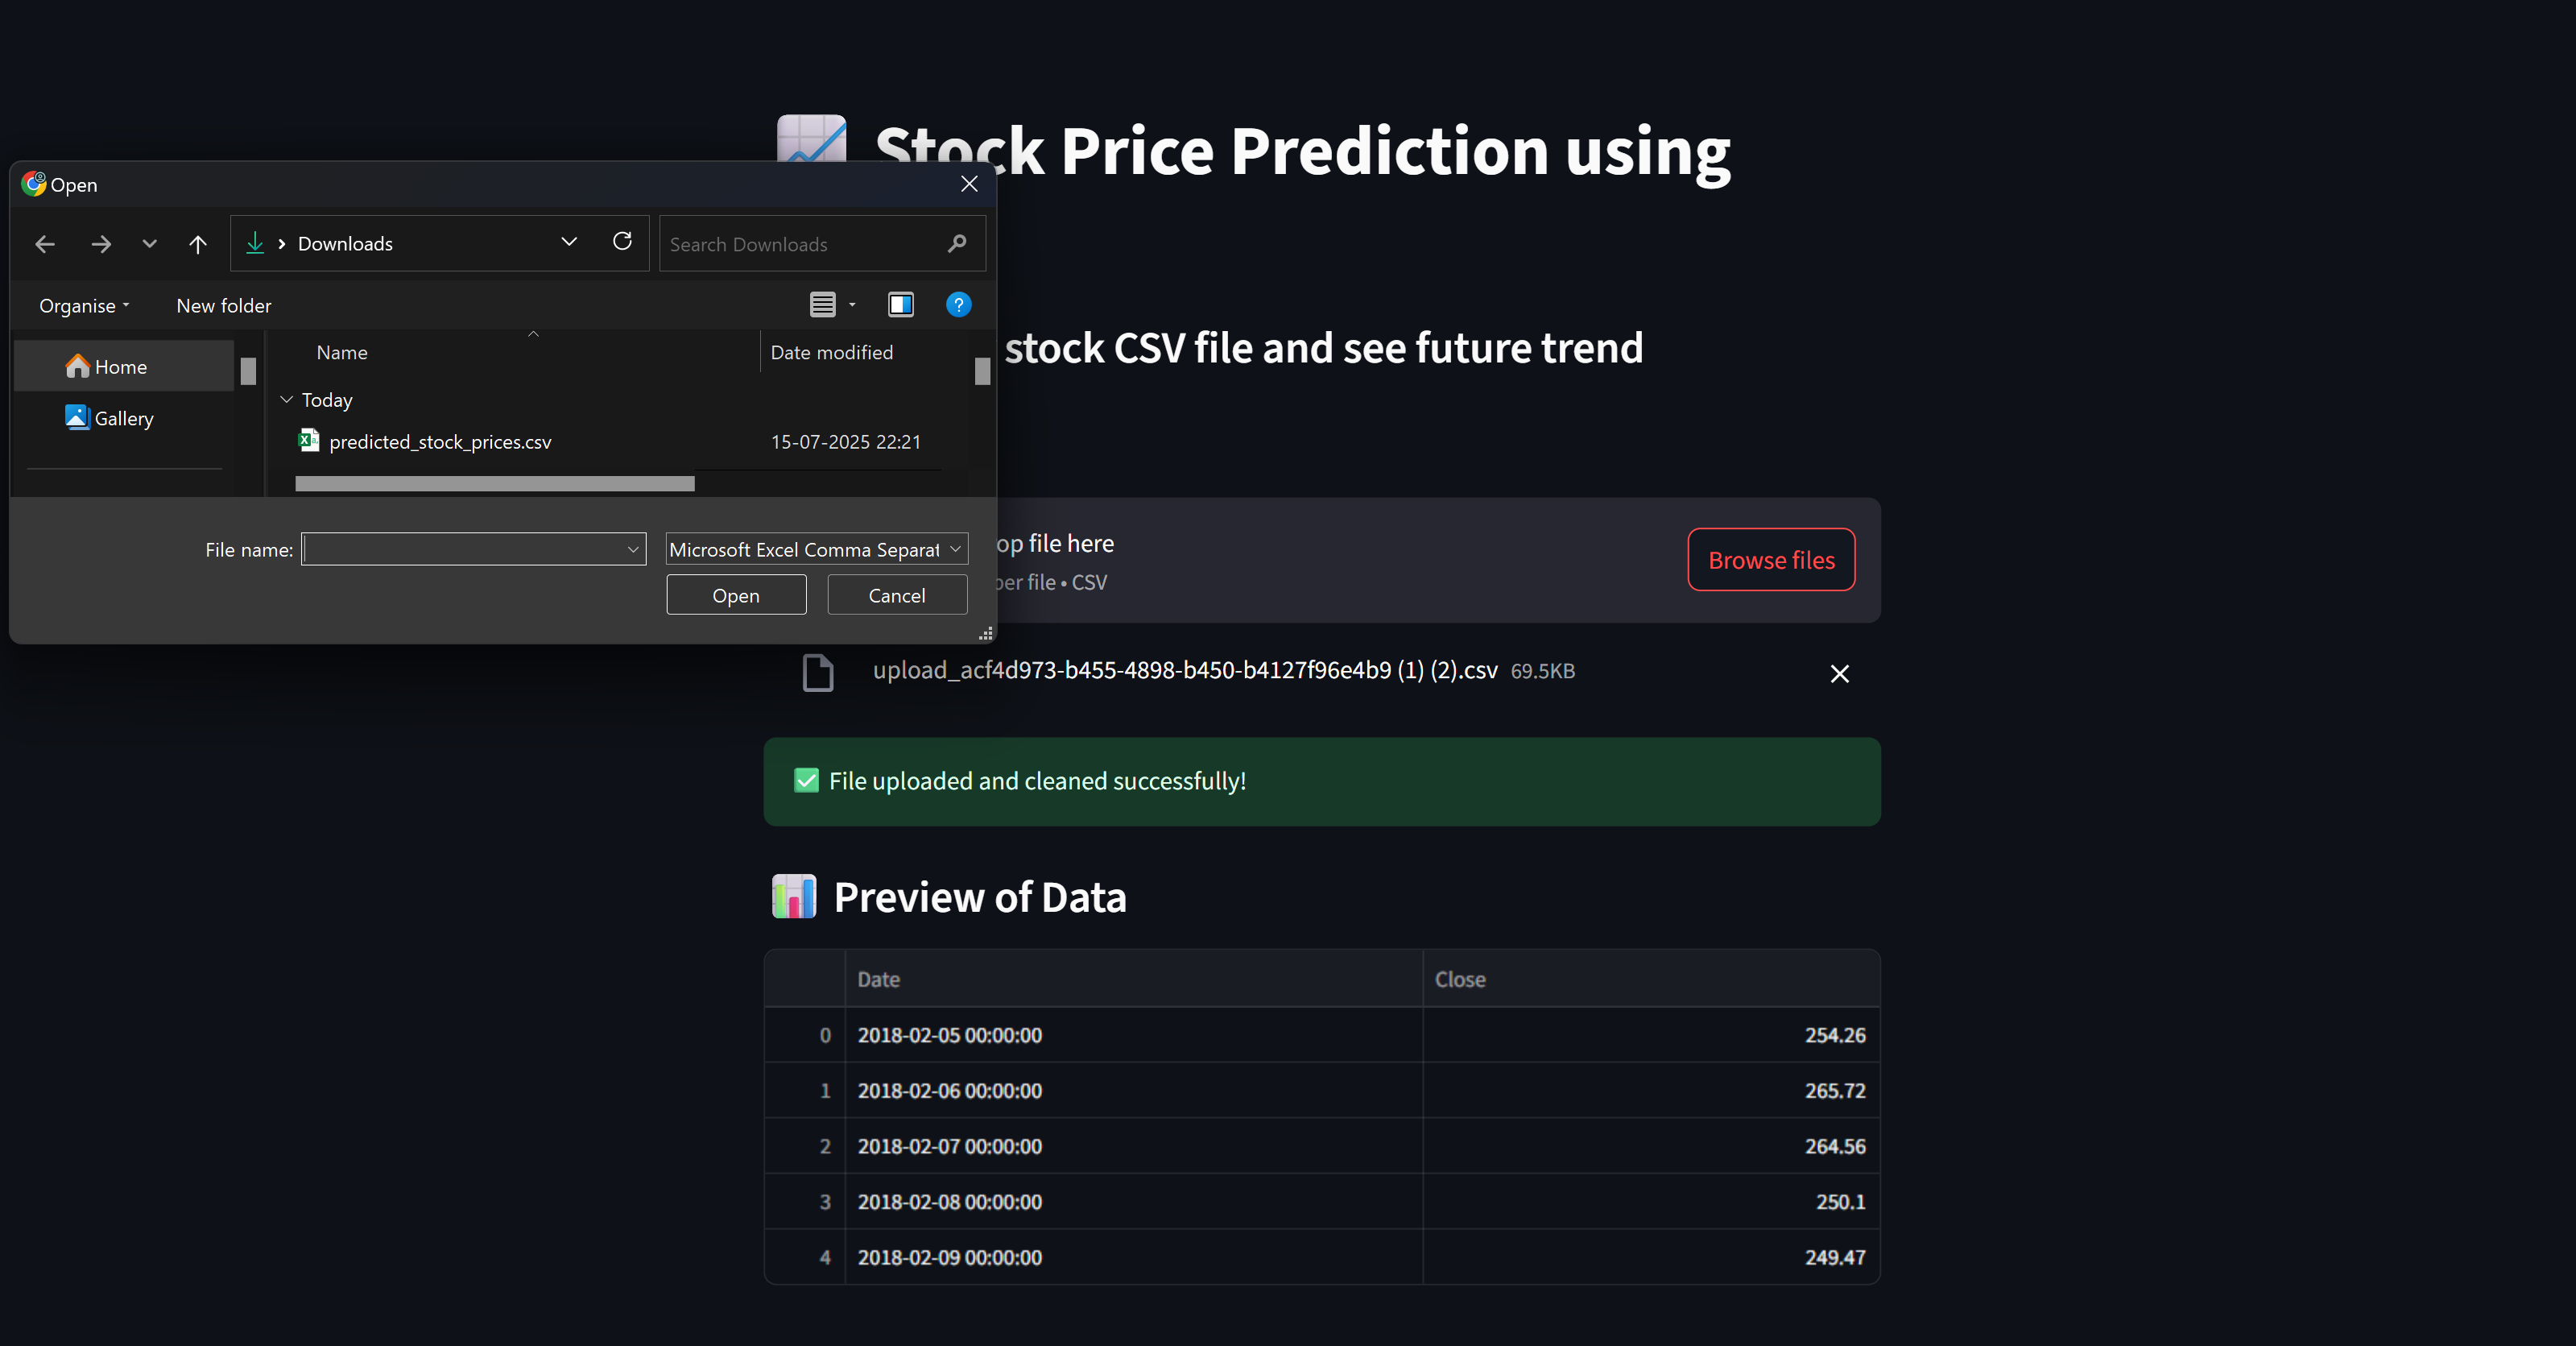 Stock Price Prediction using
Open
Downloads
Search Downloads
Organise
New folder
Home
Gallery
Name
Date modified
Today
predicted_stock_prices.csv
15-07-2025 22:21
File name:
Microsoft Excel Comma Separat
Open
Cancel
stock CSV file and see future trend
op file here
per file • CSV
Browse files
upload_acf4d973-b455-4898-b450-b4127f96e4b9 (1) (2).csv 69.5KB
File uploaded and cleaned successfully!
Preview of Data
Date Close
0 2018-02-05 00:00:00 254.26
1 2018-02-06 00:00:00 265.72
2 2018-02-07 00:00:00 264.56
3 2018-02-08 00:00:00 250.1
4 2018-02-09 00:00:00 249.47